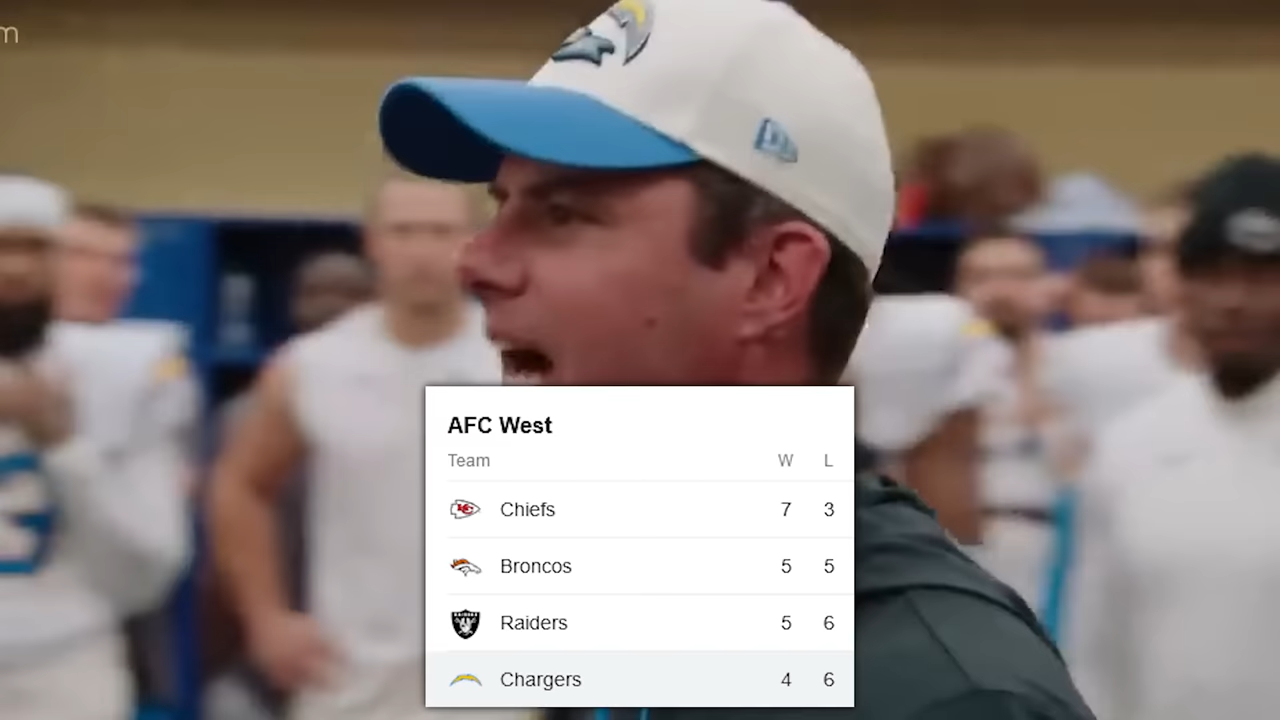 m
AFC West
Team W L
Chiefs 7 3
Broncos 5 5
Raiders 5 6
Chargers 4 6